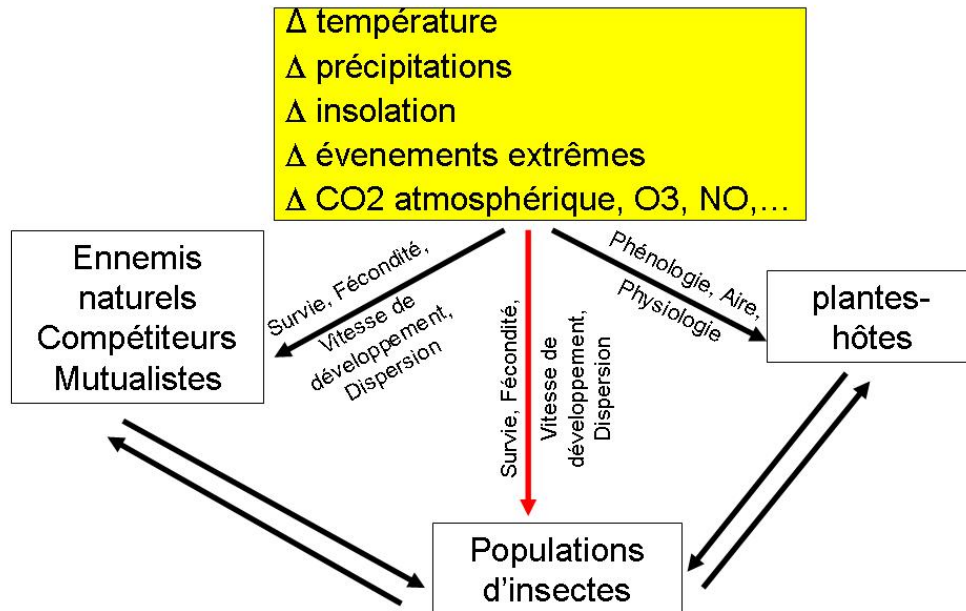 Δ température
Δ précipitations
Δ insolation
Δ évenements extrêmes
Δ CO2 atmosphérique, O3, NO,…
Ennemis
naturels
Compétiteurs
Mutualistes
Survie, Fécondité,
Vitesse de
développement,
Dispersion
Survie, Fécondité,
Vitesse de
développement,
Dispersion
Phénologie, Aire,
Physiologie
plantes-
hôtes
Populations
d'insectes